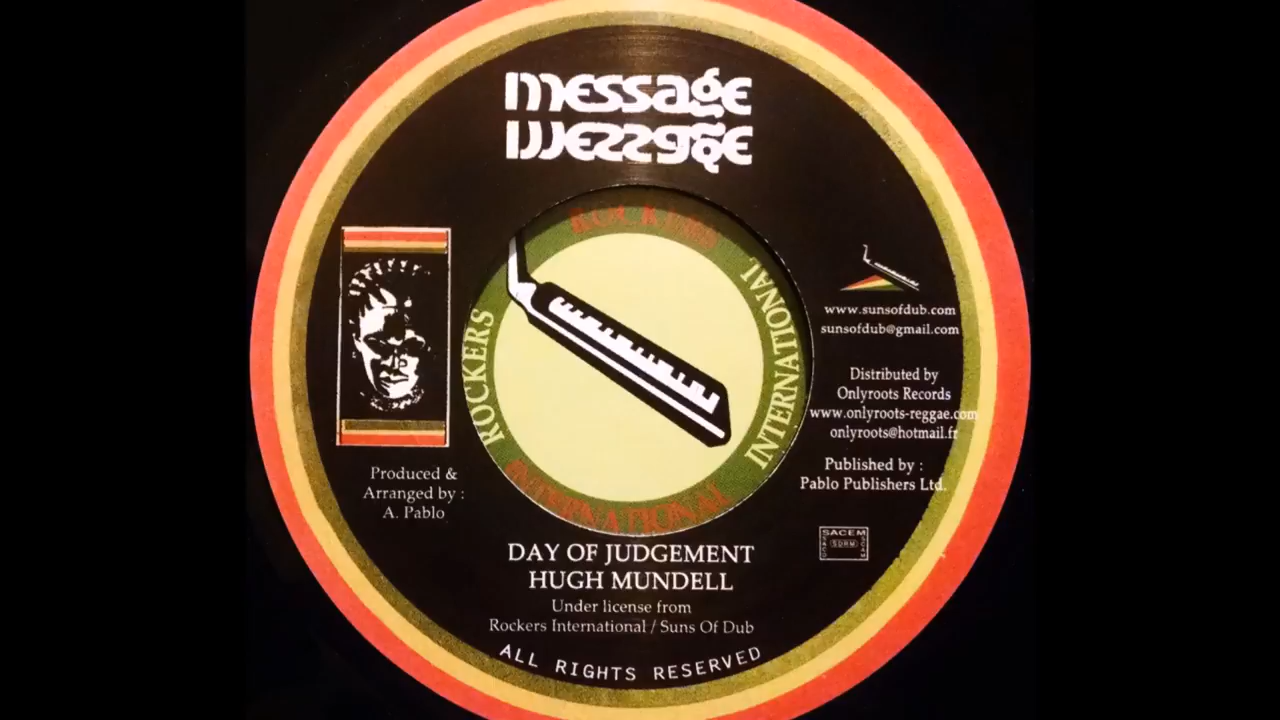 message
message
ROCKERS
INTERNATIONAL
ROCKERS
INTERNATIONAL
www.sunsofdub.com
sunsofdub@gmail.com
Distributed by
Onlyroots Records
www.onlyroots-reggae.com
onlyroots@hotmail.fr
Published by :
Pablo Publishers Ltd.
Produced &
Arranged by :
A. Pablo
SACEM
SDRM
DAY OF JUDGEMENT
HUGH MUNDELL
Under license from
Rockers International / Suns Of Dub
ALL RIGHTS RESERVED